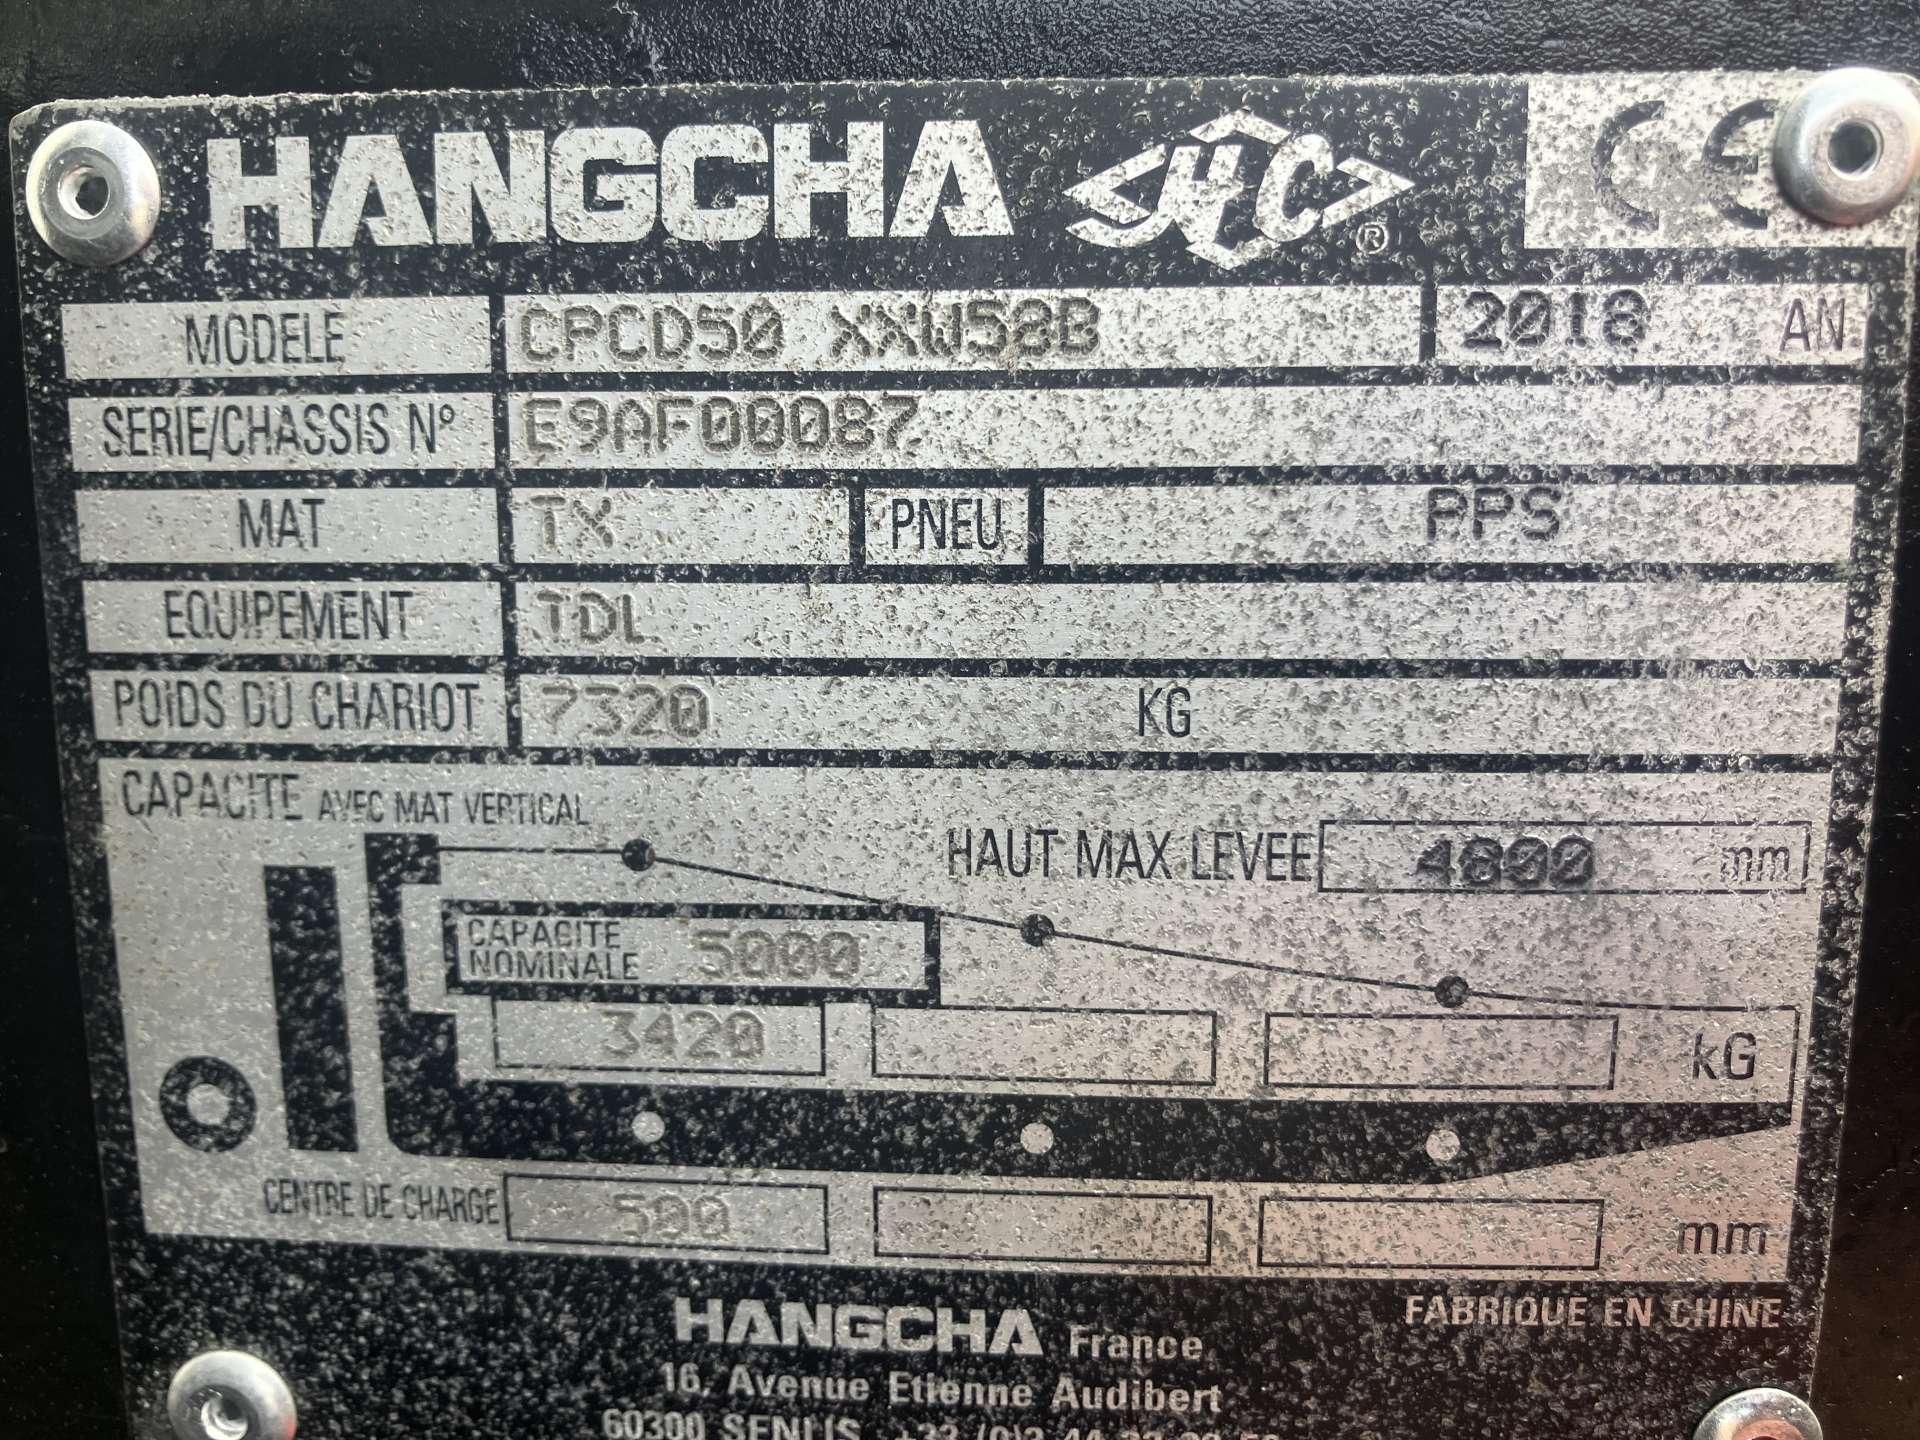 HANGCHA HC ® CE
MODELE CPCD50 XXW58B 2018 AN
SERIE/CHASSIS N° E9AF00087
MAT TX PNEU PPS
EQUIPEMENT TDL
POIDS DU CHARIOT 7320 KG
CAPACITE AVEC MAT VERTICAL
HAUT MAX LEVEE 4800 mm
CAPACITE NOMINALE 5000
3420 kG
CENTRE DE CHARGE 500 mm
HANGCHA France
FABRIQUE EN CHINE
16, Avenue Etienne Audibert
60300 SENLIS